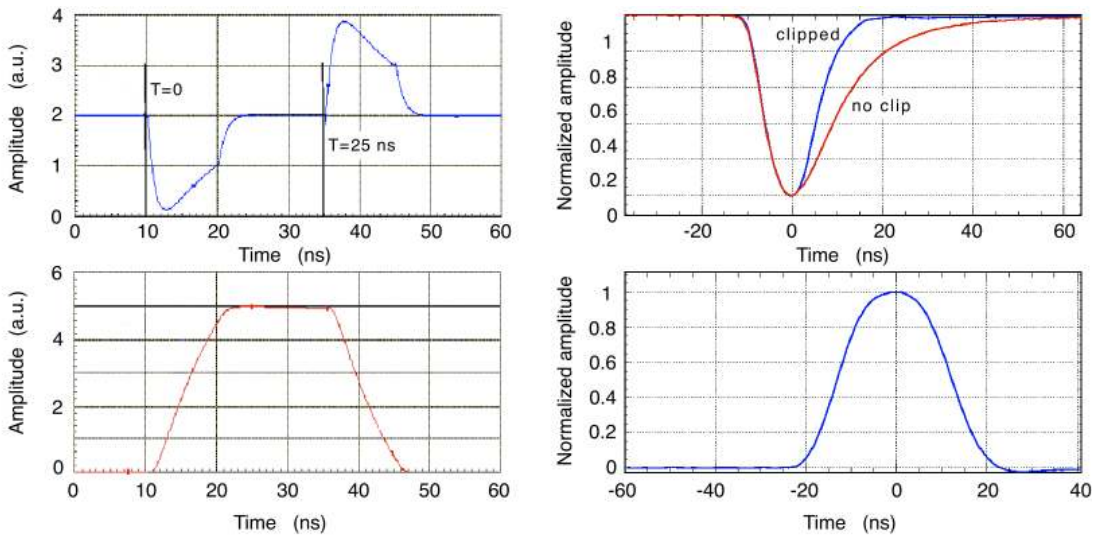 4
3
2
1
0
Amplitude (a.u.)
T=0
T=25 ns
0 10 20 30 40 50 60
Time (ns)
1
0.8
0.6
0.4
0.2
0
Normalized amplitude
clipped
no clip
-20 0 20 40 60
Time (ns)
6
4
2
0
Amplitude (a.u.)
0 10 20 30 40 50 60
Time (ns)
1
0.8
0.6
0.4
0.2
0
Normalized amplitude
-60 -40 -20 0 20 40
Time (ns)